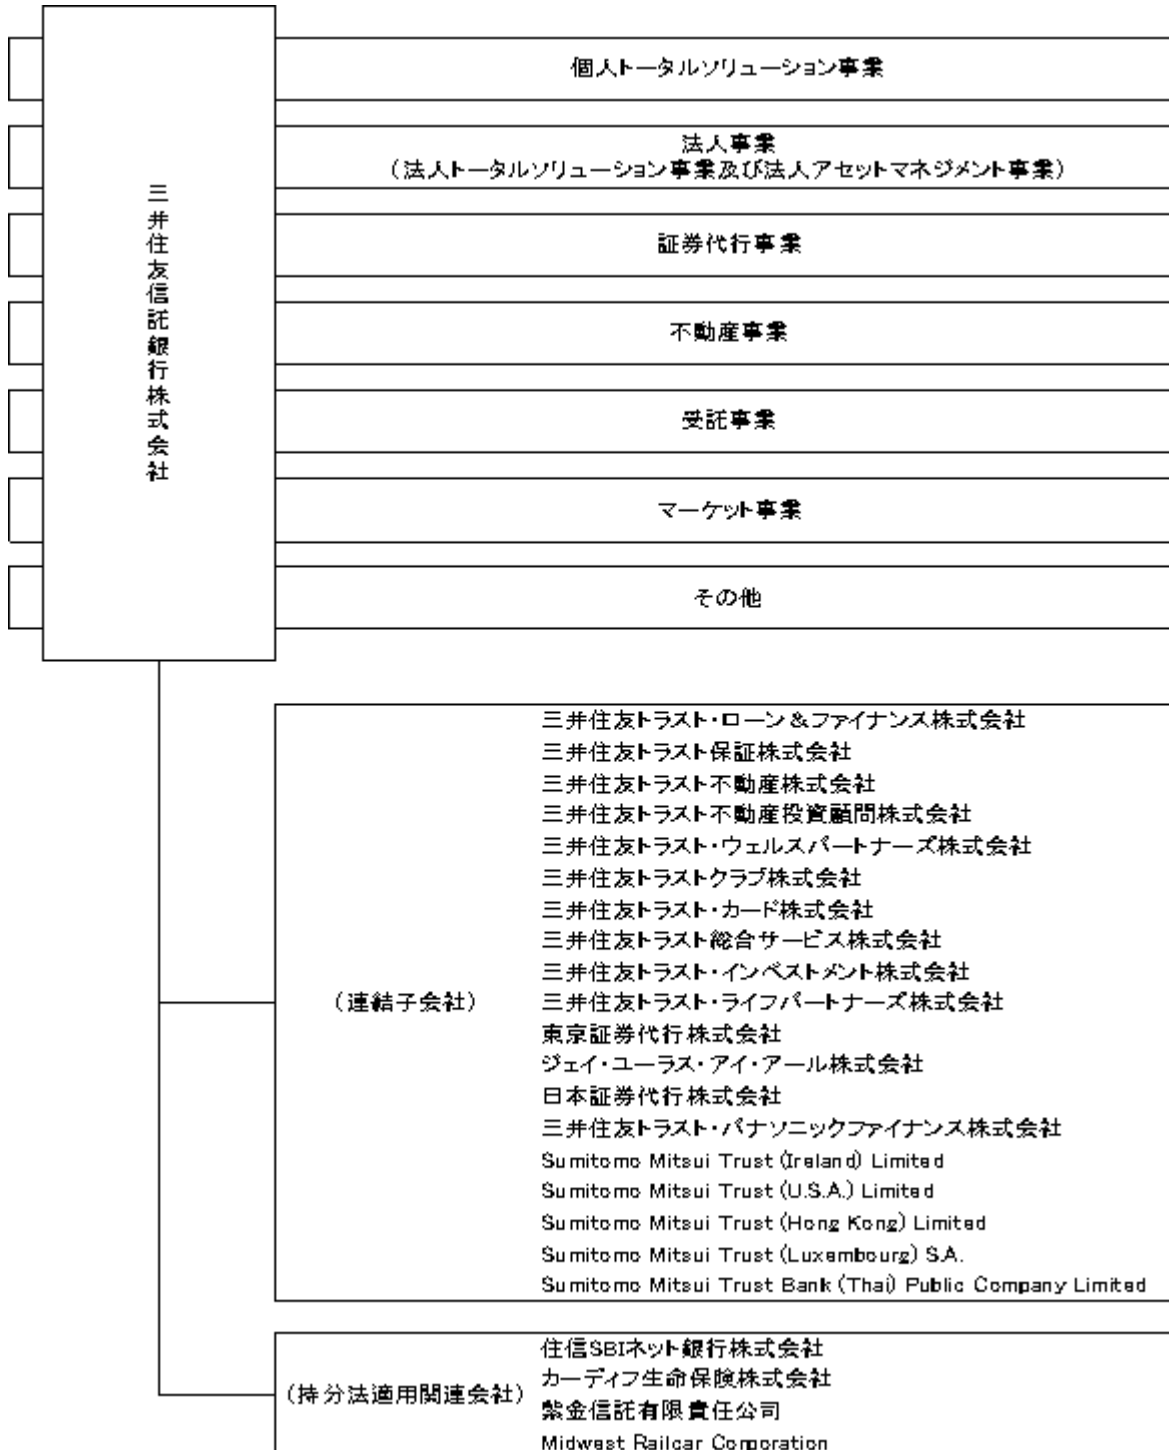 三井住友信託銀行株式会社
個人トータルソリューション事業
法人事業
(法人トータルソリューション事業及び法人アセットマネジメント事業)
証券代行事業
不動産事業
受託事業
マーケット事業
その他
(連結子会社)
三井住友トラスト・ローン&ファイナンス株式会社
三井住友トラスト保証株式会社
三井住友トラスト不動産株式会社
三井住友トラスト不動産投資顧問株式会社
三井住友トラスト・ウェルスパートナーズ株式会社
三井住友トラストクラブ株式会社
三井住友トラスト・カード株式会社
三井住友トラスト総合サービス株式会社
三井住友トラスト・インベストメント株式会社
三井住友トラスト・ライフパートナーズ株式会社
東京証券代行株式会社
ジェイ・ユーラス・アイ・アール株式会社
日本証券代行株式会社
三井住友トラスト・パナソニックファイナンス株式会社
Sumitomo Mitsui Trust (Ireland) Limited
Sumitomo Mitsui Trust (U.S.A.) Limited
Sumitomo Mitsui Trust (Hong Kong) Limited
Sumitomo Mitsui Trust (Luxembourg) S.A.
Sumitomo Mitsui Trust Bank (Thai) Public Company Limited
(持分法適用関連会社)
住信SBIネット銀行株式会社
カーディフ生命保険株式会社
紫金信託有限責任公司
Midwest Railcar Corporation